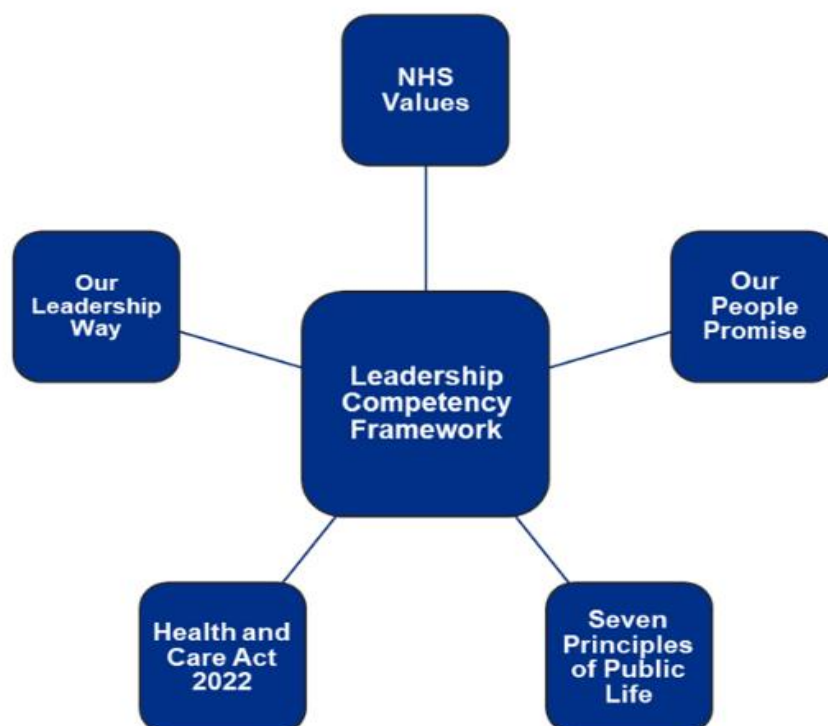 NHS
Values
Our
Leadership
Way
Our
People
Promise
Leadership
Competency
Framework
Health and
Care Act
2022
Seven
Principles
of Public
Life